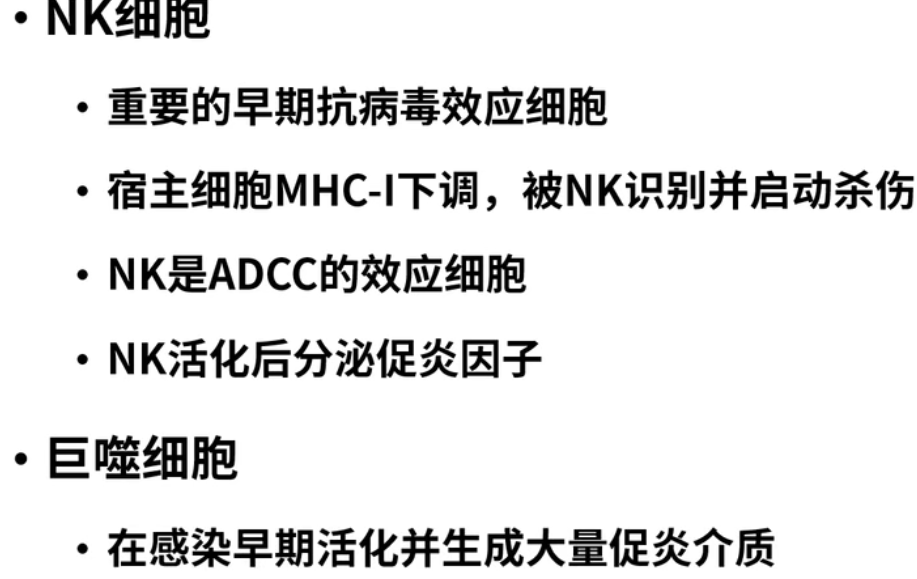 • NK细胞
• 重要的早期抗病毒效应细胞
• 宿主细胞MHC-I下调，被NK识别并启动杀伤
• NK是ADCC的效应细胞
• NK活化后分泌促炎因子
• 巨噬细胞
• 在感染早期活化并生成大量促炎介质